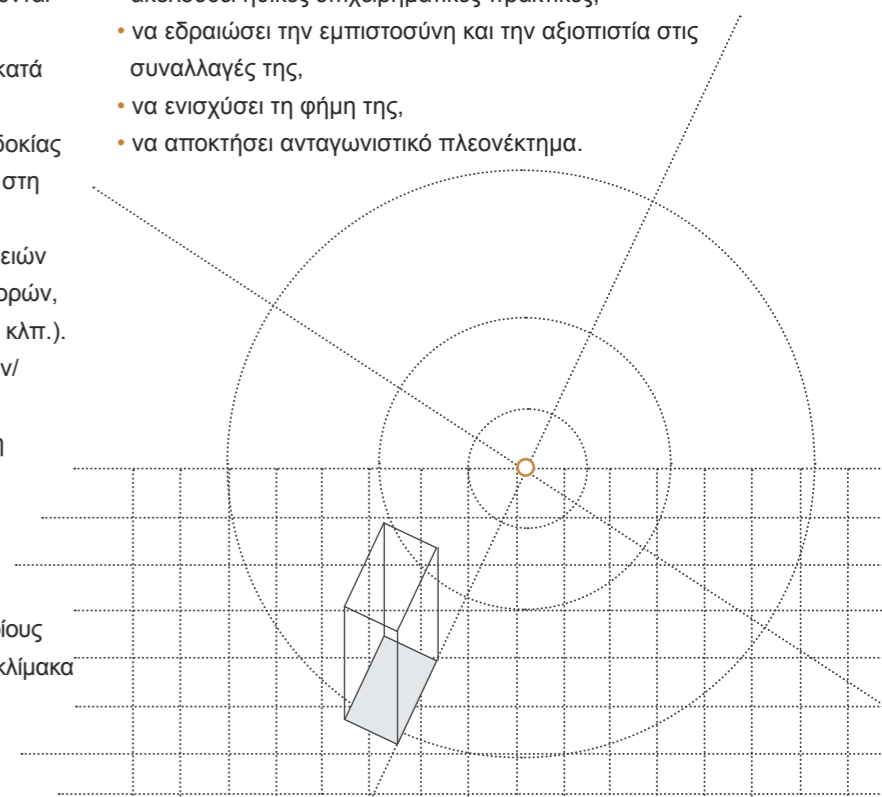 κατά
δοκίας
στη
ειών
ορών,
κλπ.).
ν/
η
ίους
κλίμακα
• να εδραιώσει την εμπιστοσύνη και την αξιοπιστία στις
συναλλαγές της,
• να ενισχύσει τη φήμη της,
• να αποκτήσει ανταγωνιστικό πλεονέκτημα.